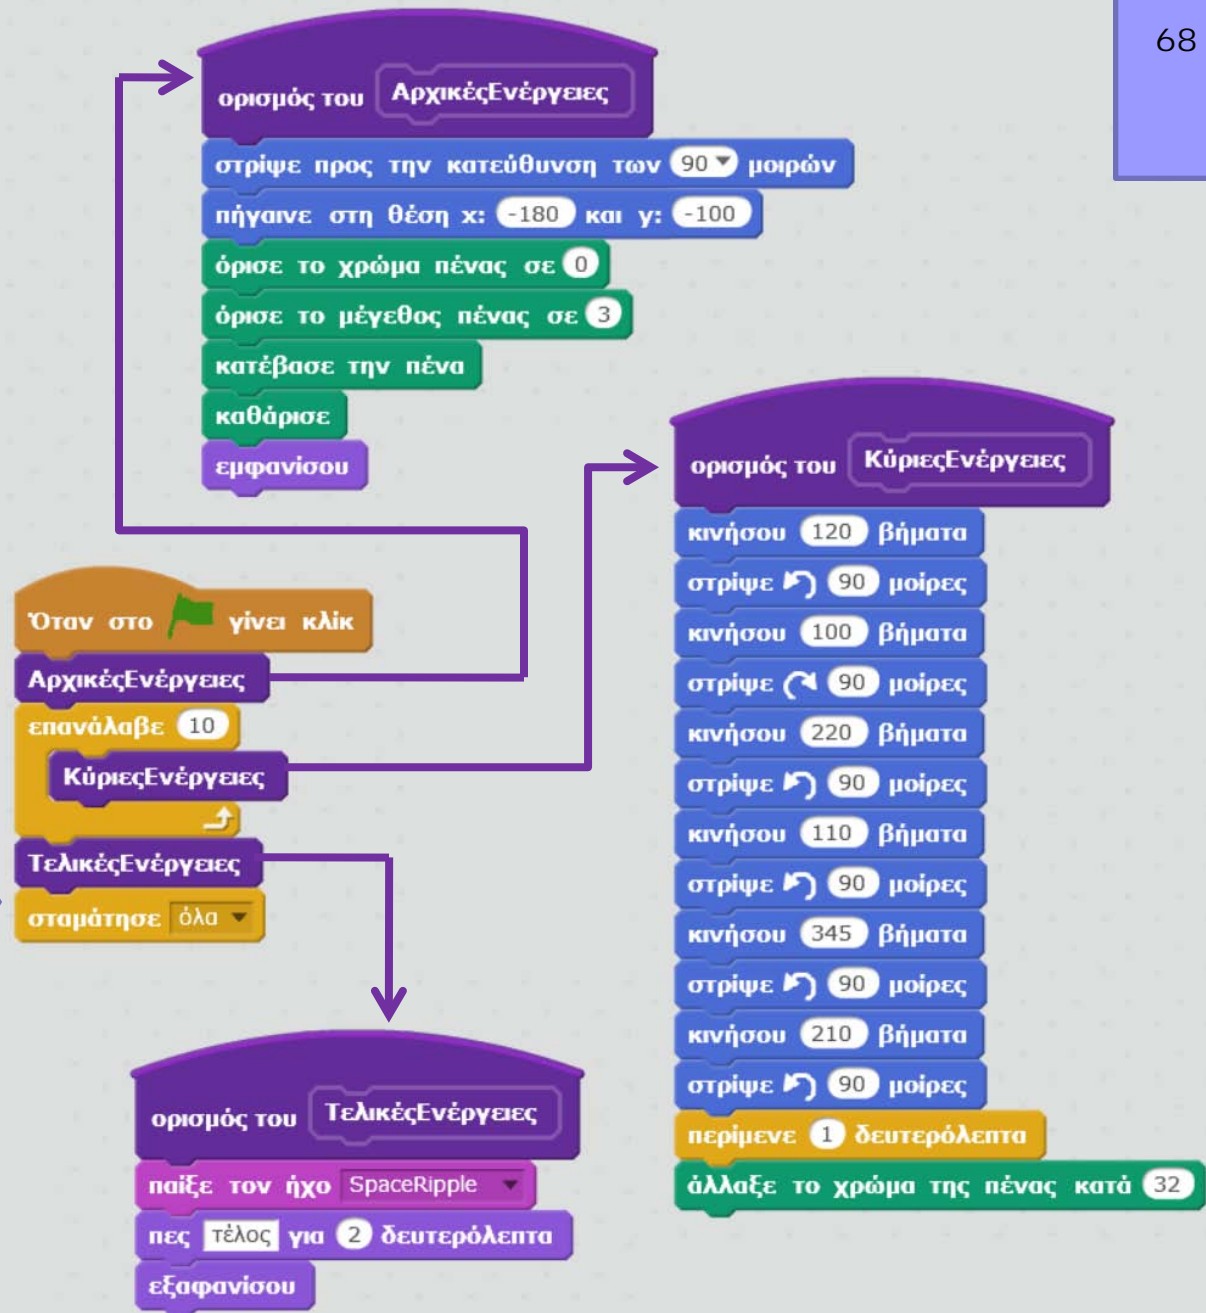 68
ορισμός του ΑρχικέςΕνέργειες
στρίψε προς την κατεύθυνση των 90 μοιρών
πήγαινε στη θέση x: -180 και y: -100
όρισε το χρώμα πένας σε 0
όρισε το μέγεθος πένας σε 3
κατέβασε την πένα
καθάρισε
εμφανίσου
Όταν στο γίνει κλίκ
ΑρχικέςΕνέργειες
επανάλαβε 10
ΚύριεςΕνέργειες
ΤελικέςΕνέργειες
σταμάτησε όλα
ορισμός του ΚύριεςΕνέργειες
κινήσου 120 βήματα
στρίψε 90 μοίρες
κινήσου 100 βήματα
στρίψε 90 μοίρες
κινήσου 220 βήματα
στρίψε 90 μοίρες
κινήσου 110 βήματα
στρίψε 90 μοίρες
κινήσου 345 βήματα
στρίψε 90 μοίρες
κινήσου 210 βήματα
στρίψε 90 μοίρες
περίμενε 1 δευτερόλεπτα
άλλαξε το χρώμα της πένας κατά 32
ορισμός του ΤελικέςΕνέργειες
παίξε τον ήχο SpaceRipple
πες τέλος για 2 δευτερόλεπτα
εξαφανίσου